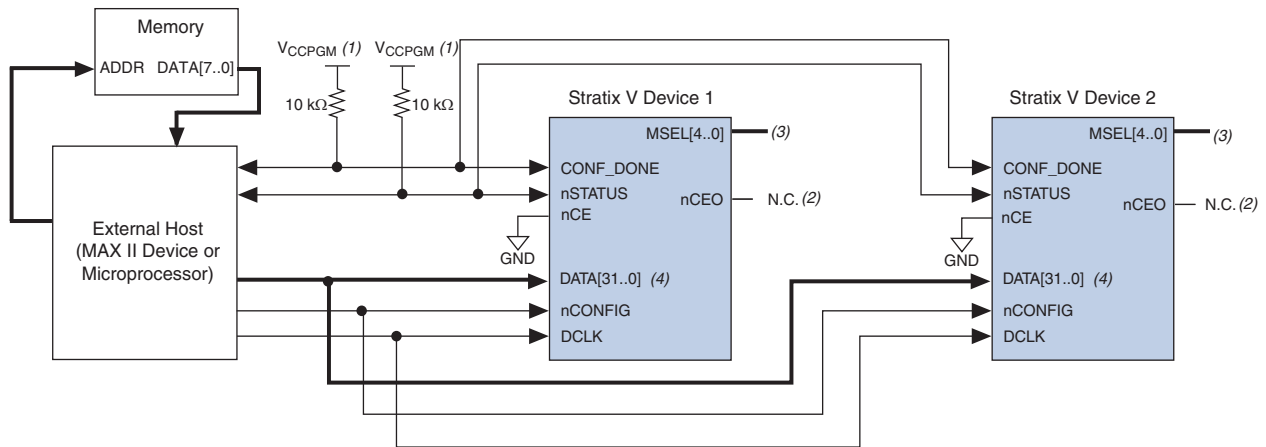 Memory
ADDR DATA[7..0]
VCCPGM (1) VCCPGM (1)
10 kΩ 10 kΩ
External Host
(MAX II Device or
Microprocessor)
Stratix V Device 1
MSEL[4..0] (3)
CONF_DONE
nSTATUS
nCEO N.C. (2)
nCE
GND
DATA[31..0] (4)
nCONFIG
DCLK
Stratix V Device 2
MSEL[4..0] (3)
CONF_DONE
nSTATUS
nCEO N.C. (2)
nCE
GND
DATA[31..0] (4)
nCONFIG
DCLK